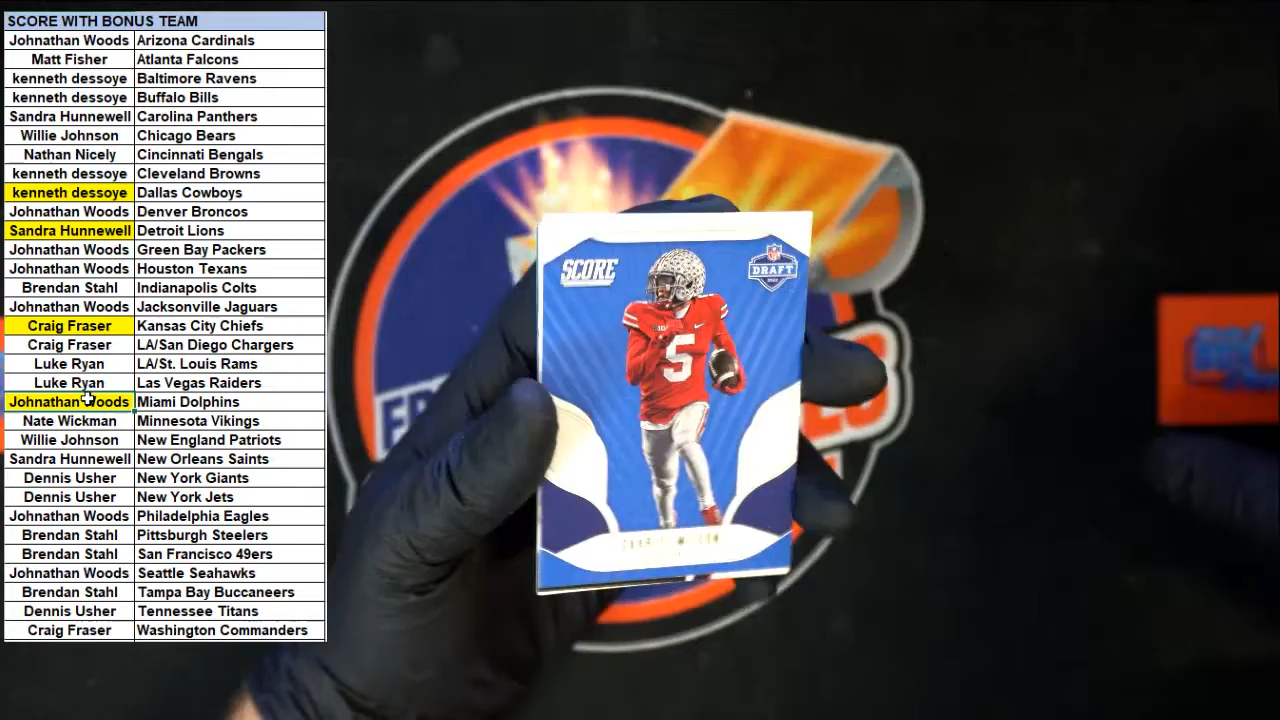 SCORE WITH BONUS TEAM
Johnathan Woods Arizona Cardinals
Matt Fisher Atlanta Falcons
kenneth dessoye Baltimore Ravens
kenneth dessoye Buffalo Bills
Sandra Hunnewell Carolina Panthers
Willie Johnson Chicago Bears
Nathan Nicely Cincinnati Bengals
kenneth dessoye Cleveland Browns
kenneth dessoye Dallas Cowboys
Johnathan Woods Denver Broncos
Sandra Hunnewell Detroit Lions
Johnathan Woods Green Bay Packers
Johnathan Woods Houston Texans
Brendan Stahl Indianapolis Colts
Johnathan Woods Jacksonville Jaguars
Craig Fraser Kansas City Chiefs
Craig Fraser LA/San Diego Chargers
Luke Ryan LA/St. Louis Rams
Luke Ryan Las Vegas Raiders
Johnathan Woods Miami Dolphins
Nate Wickman Minnesota Vikings
Willie Johnson New England Patriots
Sandra Hunnewell New Orleans Saints
Dennis Usher New York Giants
Dennis Usher New York Jets
Johnathan Woods Philadelphia Eagles
Brendan Stahl Pittsburgh Steelers
Brendan Stahl San Francisco 49ers
Johnathan Woods Seattle Seahawks
Brendan Stahl Tampa Bay Buccaneers
Dennis Usher Tennessee Titans
Craig Fraser Washington Commanders
SCORE
NFL
DRAFT
5